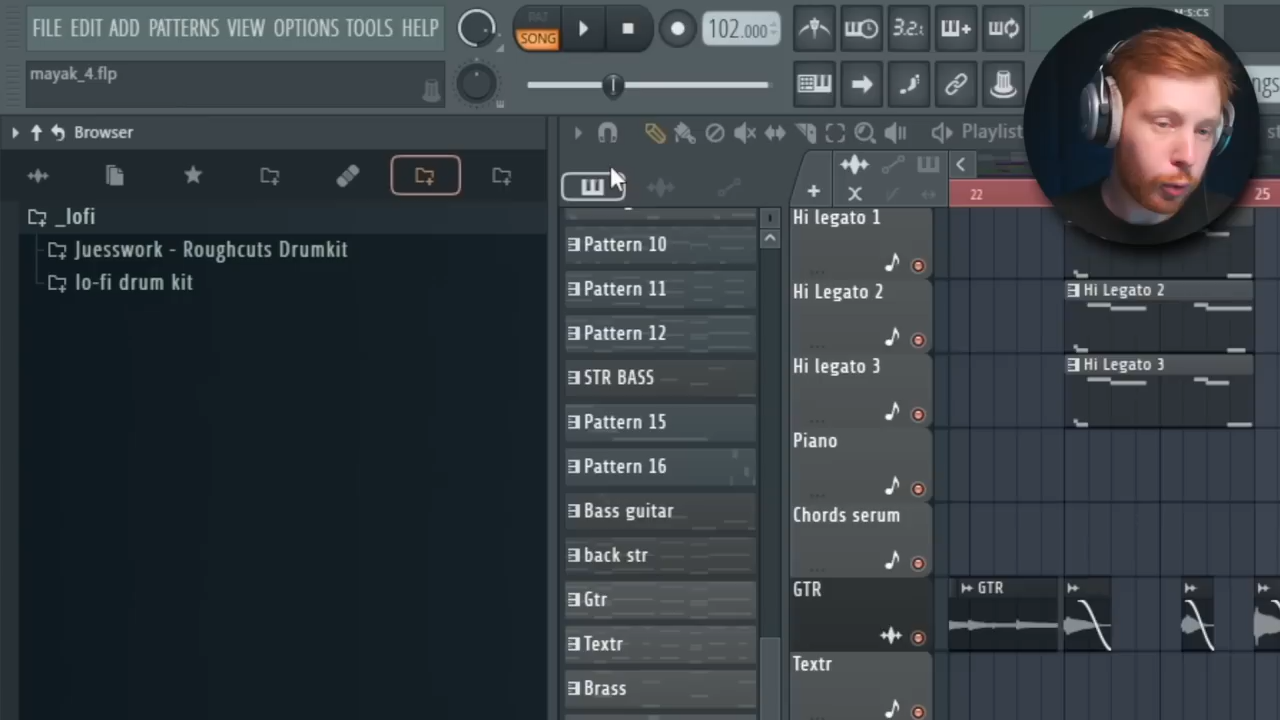 FILE EDIT ADD PATTERNS VIEW OPTIONS TOOLS HELP
SONG
102.000
3.2.
M:S:CS
mayak_4.flp
Browser
Playlist
22
25
_lofi
Juesswork - Roughcuts Drumkit
lo-fi drum kit
Pattern 10
Pattern 11
Pattern 12
STR BASS
Pattern 15
Pattern 16
Bass guitar
back str
Gtr
Textr
Brass
Hi legato 1
Hi Legato 2
Hi Legato 2
Hi legato 3
Hi Legato 3
Piano
Chords serum
GTR
GTR
Textr